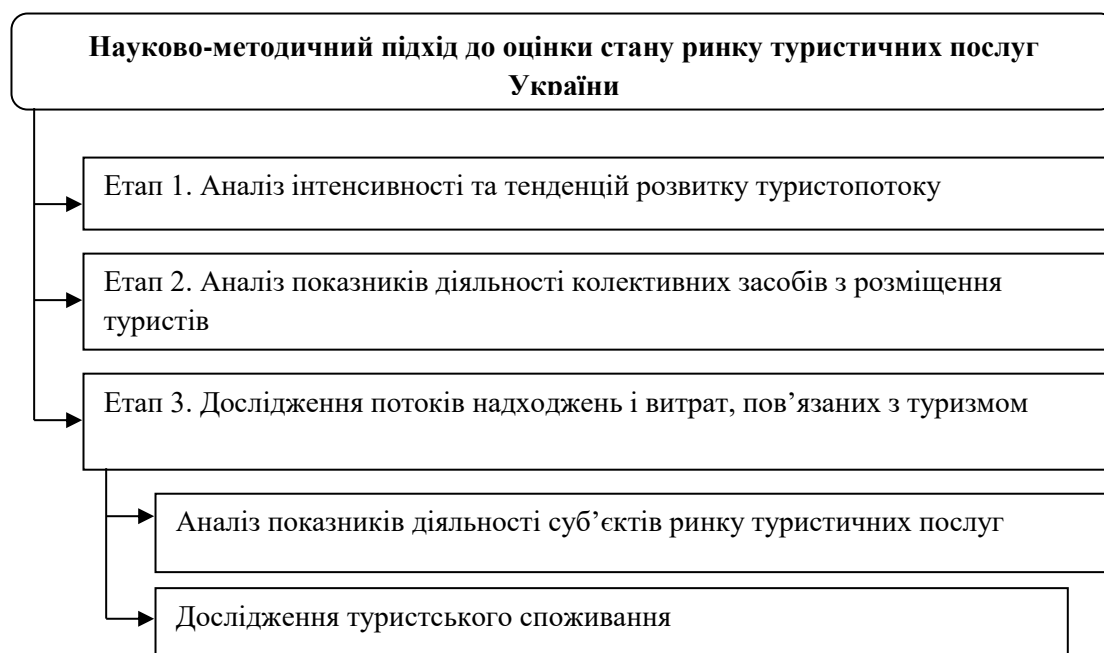 Науково-методичний підхід до оцінки стану ринку туристичних послуг
України
Етап 1. Аналіз інтенсивності та тенденцій розвитку туристопотоку
Етап 2. Аналіз показників діяльності колективних засобів з розміщення
туристів
Етап 3. Дослідження потоків надходжень і витрат, пов’язаних з туризмом
Аналіз показників діяльності суб’єктів ринку туристичних послуг
Дослідження туристського споживання